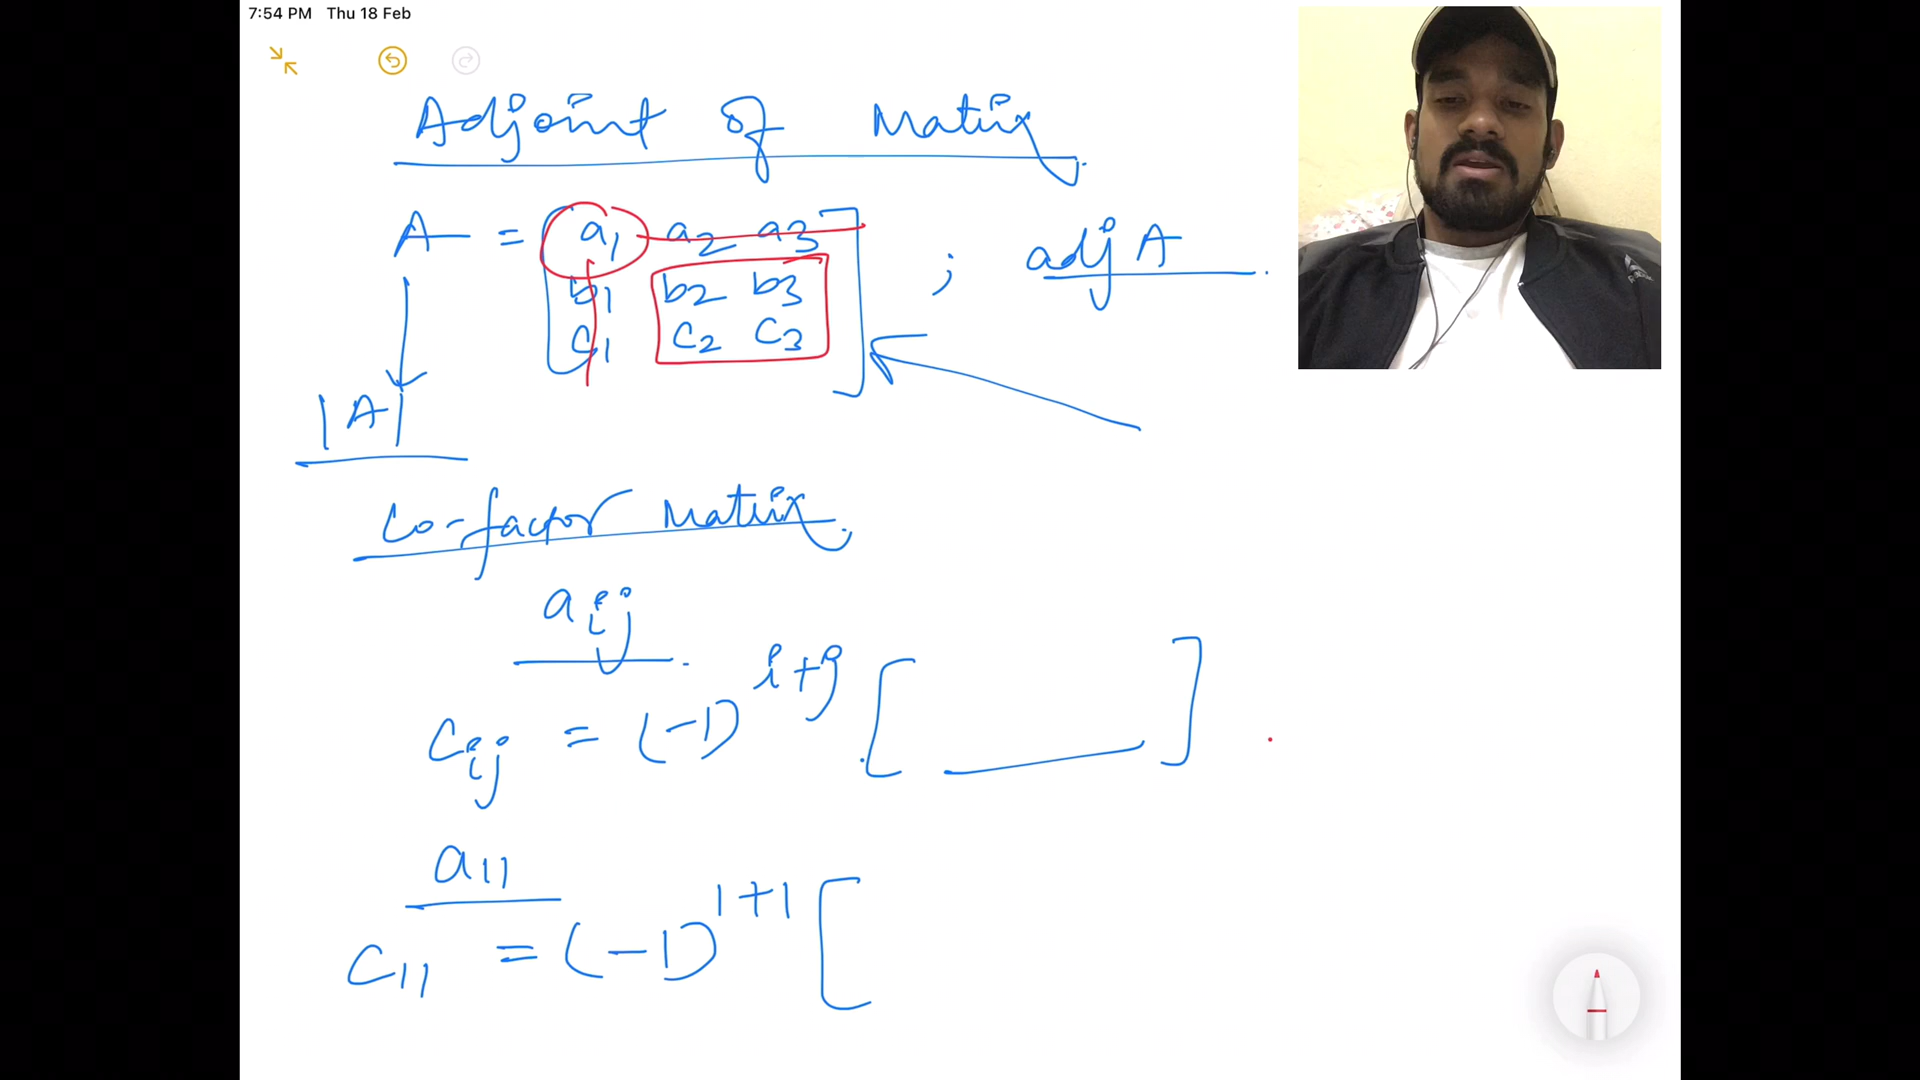 7:54 PM Thu 18 Feb
Adjoint of Matrix
A = [ a1 a2 a3 ; adj A
b1 b2 b3
c1 c2 c3 ]
|A|
Co-factor Matrix
aij
cij = (-1)^i+j [ ]
a11
c11 = (-1)^1+1 [